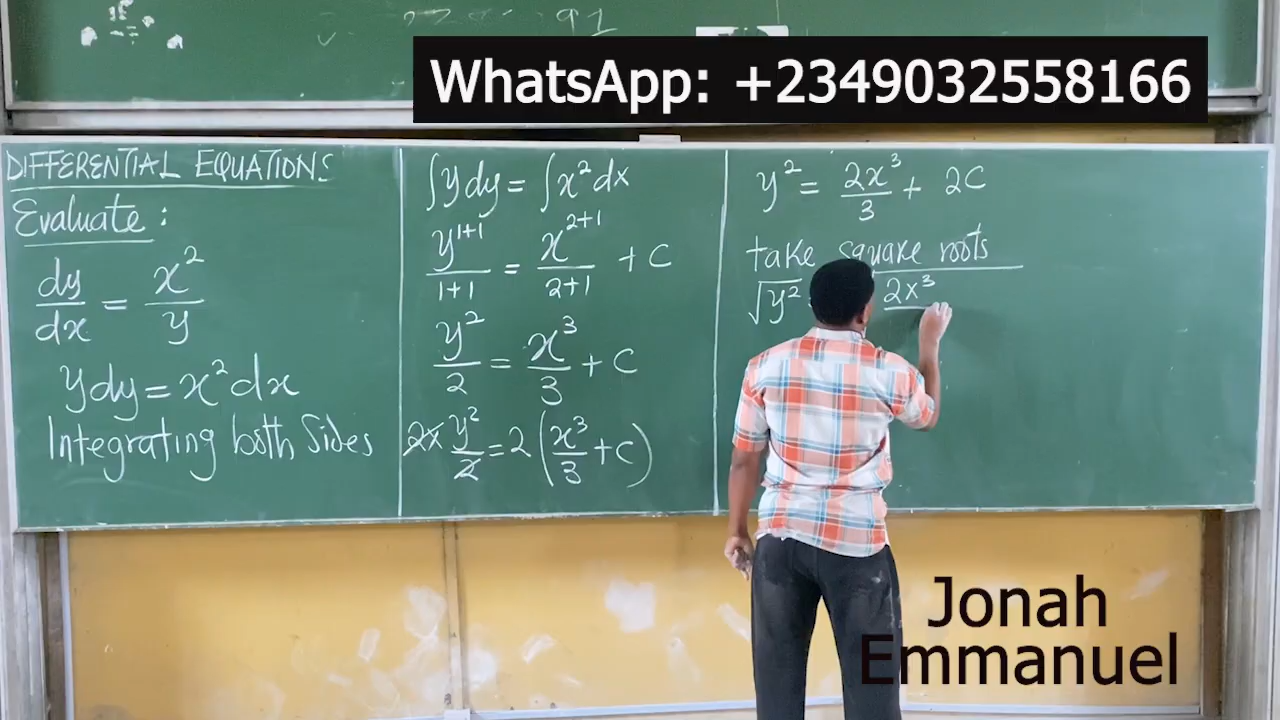 WhatsApp: +2349032558166
DIFFERENTIAL EQUATIONS
Evaluate:
dy/dx = x²/y
ydy = x²dx
Integrating both Sides
∫ydy = ∫x²dx
y¹⁺¹/1+1 = x²⁺¹/2+1 + C
y²/2 = x³/3 + C
2× y²/2 = 2(x³/3 + C)
y² = 2x³/3 + 2C
take square roots
√y² 2x³
Jonah
Emmanuel